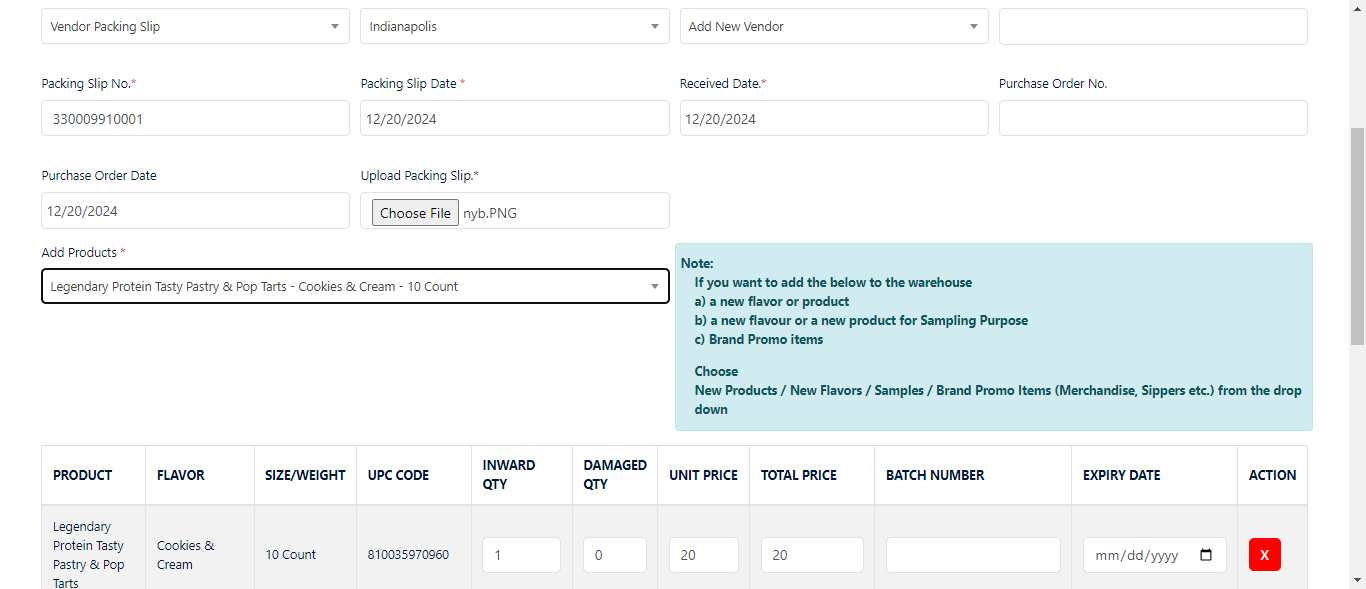 Vendor Packing Slip
Indianapolis
Add New Vendor
Packing Slip No.*
Packing Slip Date *
Received Date.*
Purchase Order No.
330009910001
12/20/2024
12/20/2024
Purchase Order Date
Upload Packing Slip.*
12/20/2024
Choose File nyb.PNG
Add Products *
Legendary Protein Tasty Pastry & Pop Tarts - Cookies & Cream - 10 Count
Note:
If you want to add the below to the warehouse
a) a new flavor or product
b) a new flavour or a new product for Sampling Purpose
c) Brand Promo items
Choose
New Products / New Flavors / Samples / Brand Promo Items (Merchandise, Sippers etc.) from the drop
down
PRODUCT
FLAVOR
SIZE/WEIGHT
UPC CODE
INWARD
QTY
DAMAGED
QTY
UNIT PRICE
TOTAL PRICE
BATCH NUMBER
EXPIRY DATE
ACTION
Legendary
Protein Tasty
Pastry & Pop
Tarts
Cookies &
Cream
10 Count
810035970960
1
0
20
20
mm/dd/yyyy
X